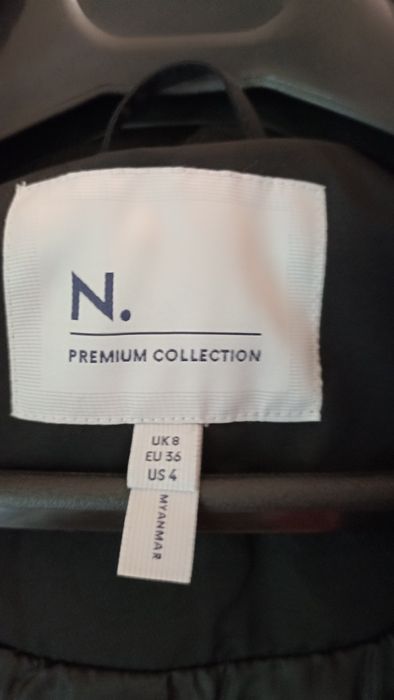 N.
PREMIUM COLLECTION
UK 8
EU 36
US 4
MYANMAR